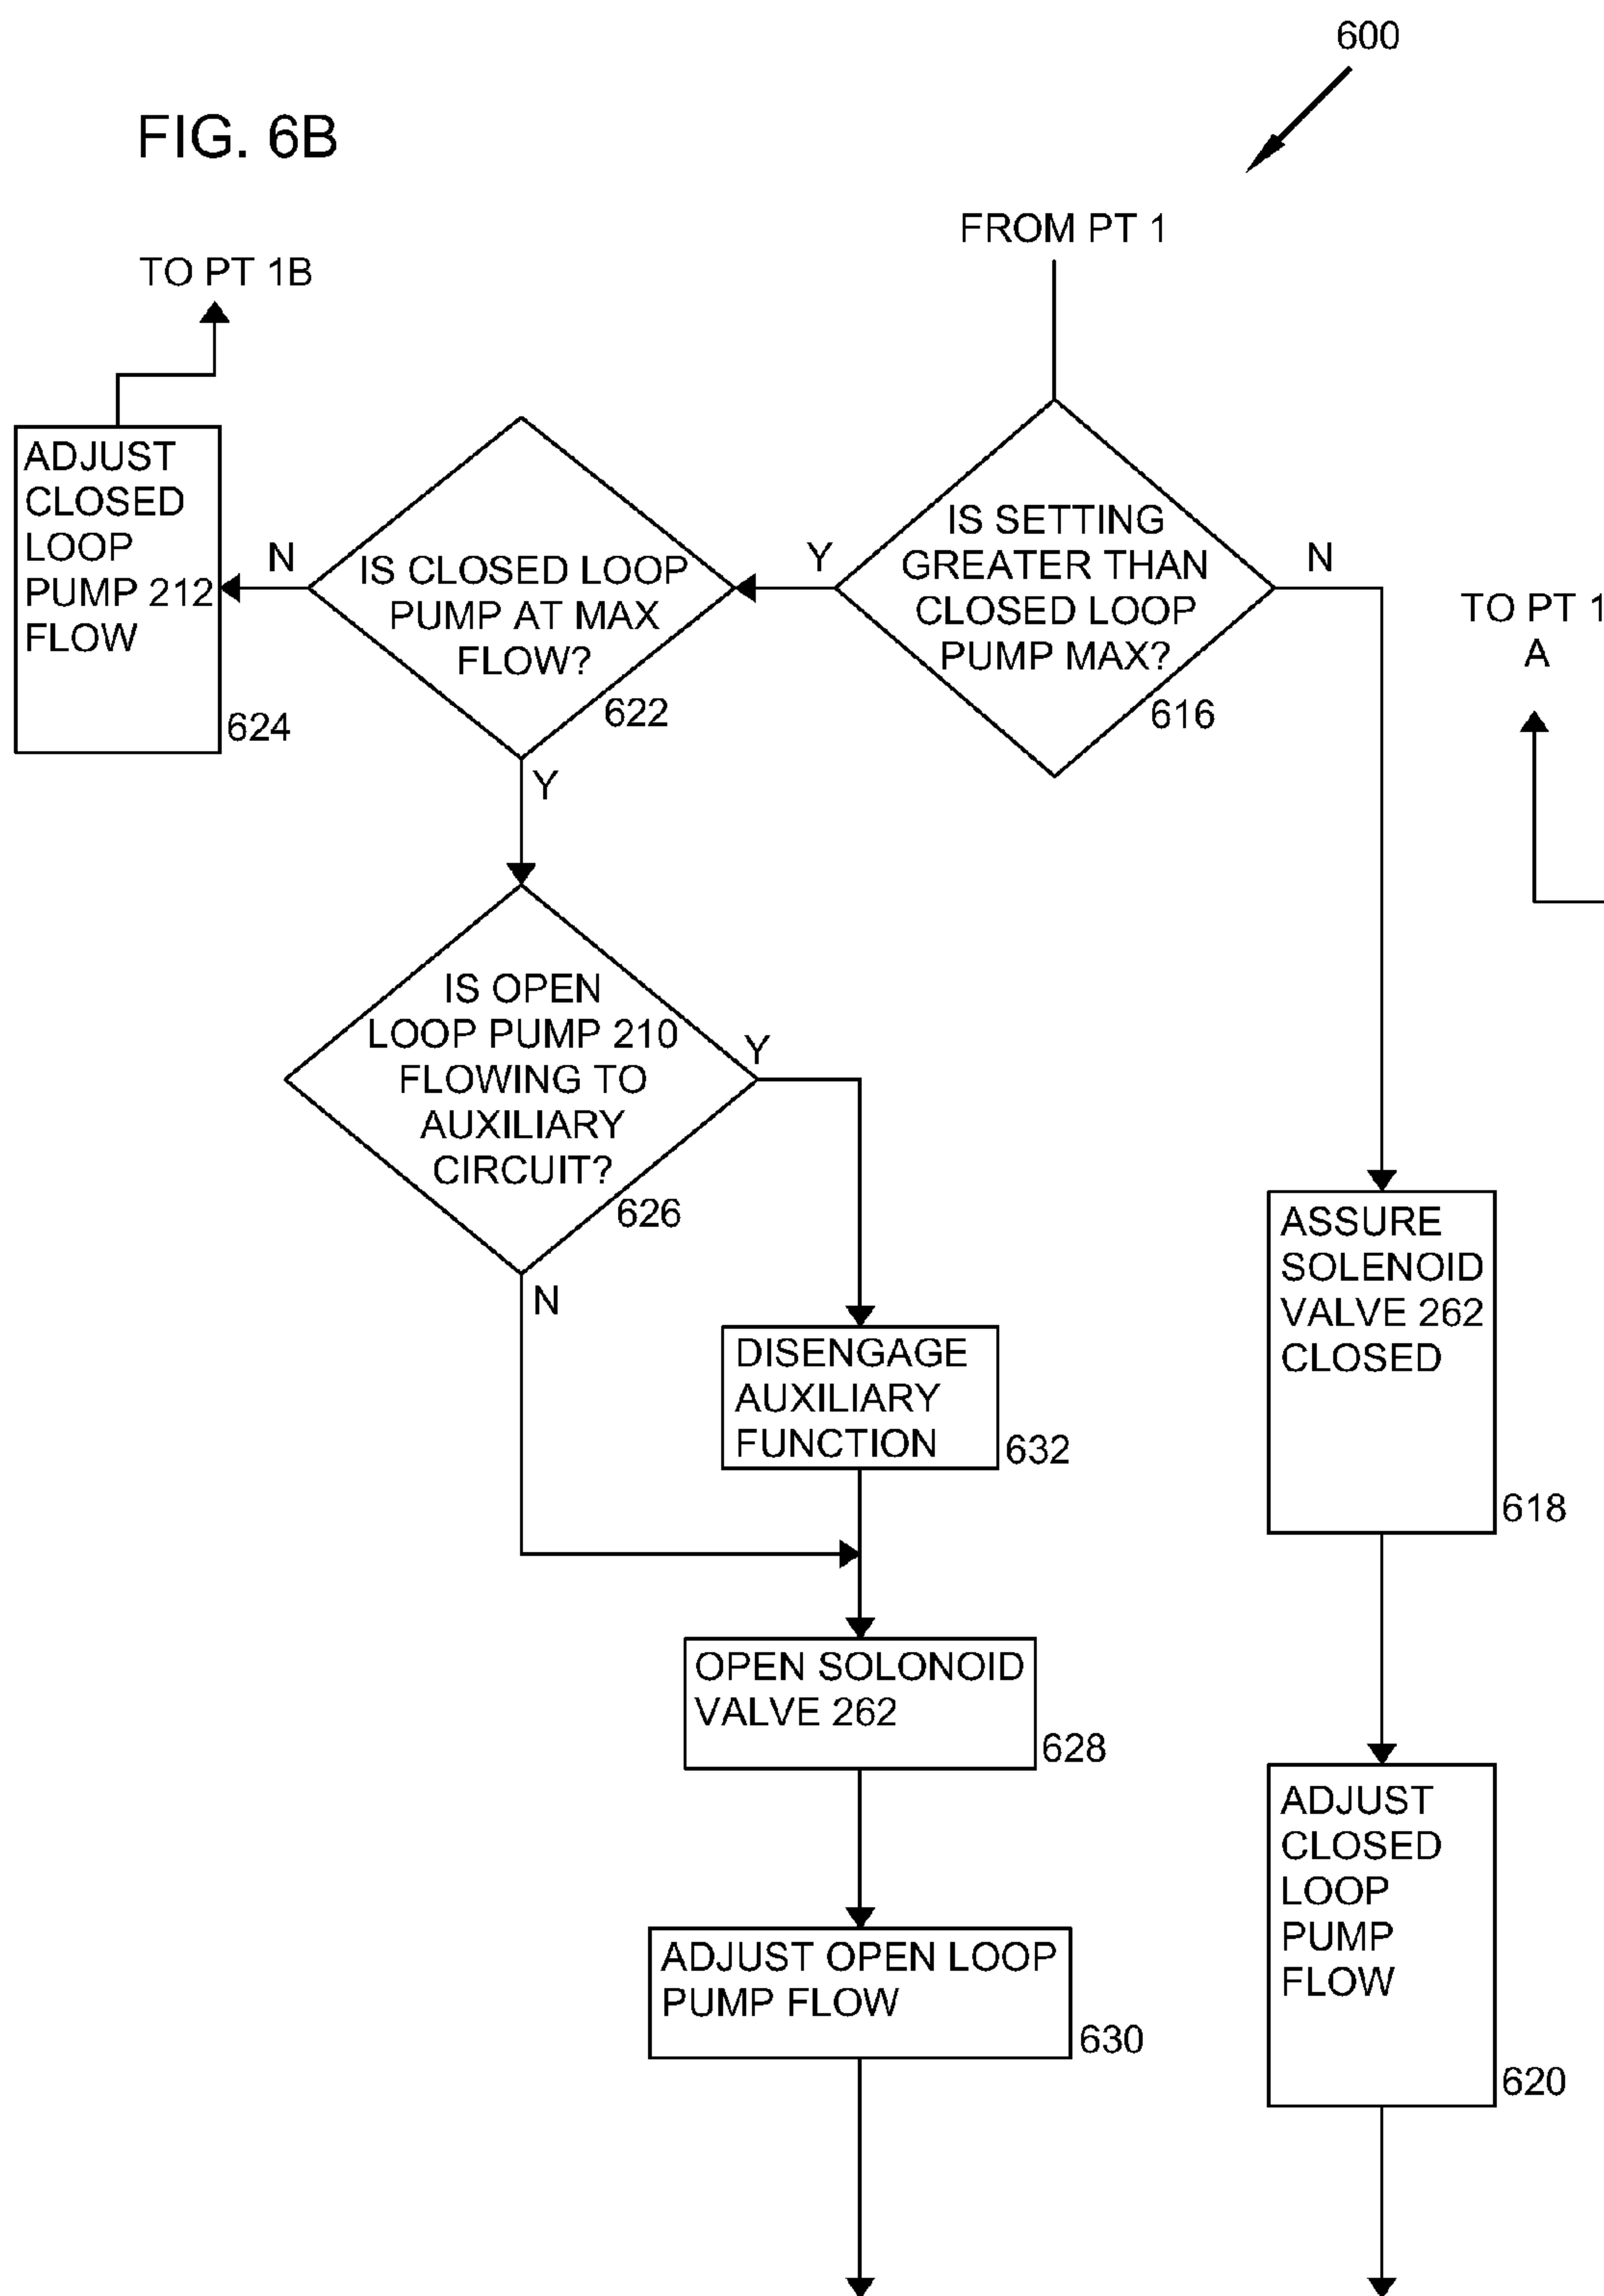 600
FIG. 6B
FROM PT 1
TO PT 1B
ADJUST
CLOSED
LOOP
PUMP 212
FLOW
624
N
IS CLOSED LOOP
PUMP AT MAX
FLOW?
622
Y
IS SETTING
GREATER THAN
CLOSED LOOP
PUMP MAX?
616
N
TO PT 1
A
Y
IS OPEN
LOOP PUMP 210
FLOWING TO
AUXILIARY
CIRCUIT?
626
Y
N
DISENGAGE
AUXILIARY
FUNCTION
632
ASSURE
SOLENOID
VALVE 262
CLOSED
618
OPEN SOLONOID
VALVE 262
628
ADJUST OPEN LOOP
PUMP FLOW
630
ADJUST
CLOSED
LOOP
PUMP
FLOW
620